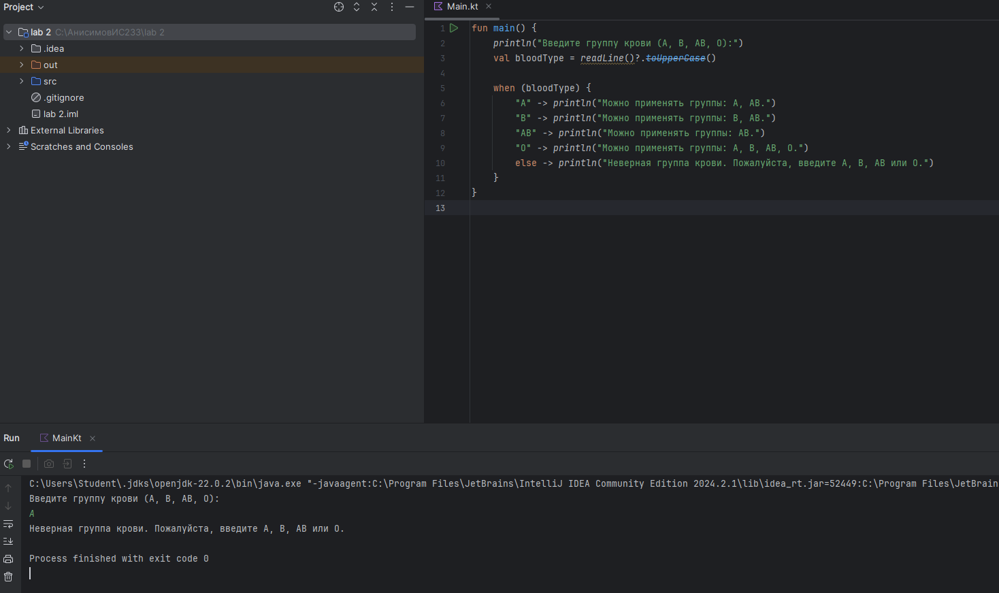 Project
lab 2 C:\АнисимовИС233\lab 2
.idea
out
src
.gitignore
lab 2.iml
External Libraries
Scratches and Consoles
Main.kt
1 fun main() {
2 println("Введите группу крови (A, B, AB, O):")
3 val bloodType = readLine()?.toUpperCase()
4
5 when (bloodType) {
6 "A" -> println("Можно применять группы: A, AB.")
7 "B" -> println("Можно применять группы: B, AB.")
8 "AB" -> println("Можно применять группы: AB.")
9 "O" -> println("Можно применять группы: A, B, AB, O.")
10 else -> println("Неверная группа крови. Пожалуйста, введите A, B, AB или O.")
11 }
12 }
13
Run MainKt
C:\Users\Student\.jdks\openjdk-22.0.2\bin\java.exe "-javaagent:C:\Program Files\JetBrains\IntelliJ IDEA Community Edition 2024.2.1\lib\idea_rt.jar=52449:C:\Program Files\JetBrain
Введите группу крови (A, B, AB, O):
А
Неверная группа крови. Пожалуйста, введите A, B, AB или O.
Process finished with exit code 0